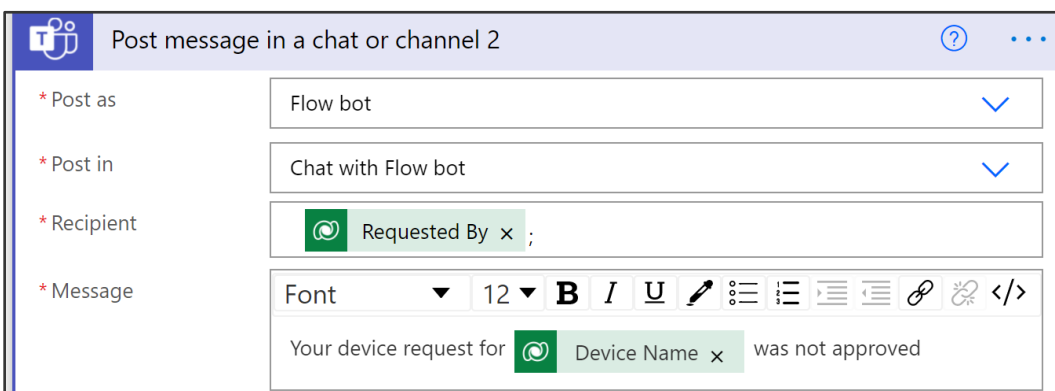 Post message in a chat or channel 2 ? ...
* Post as Flow bot
* Post in Chat with Flow bot
* Recipient Requested By × ;
* Message Font 12 B I U </>
Your device request for Device Name × was not approved